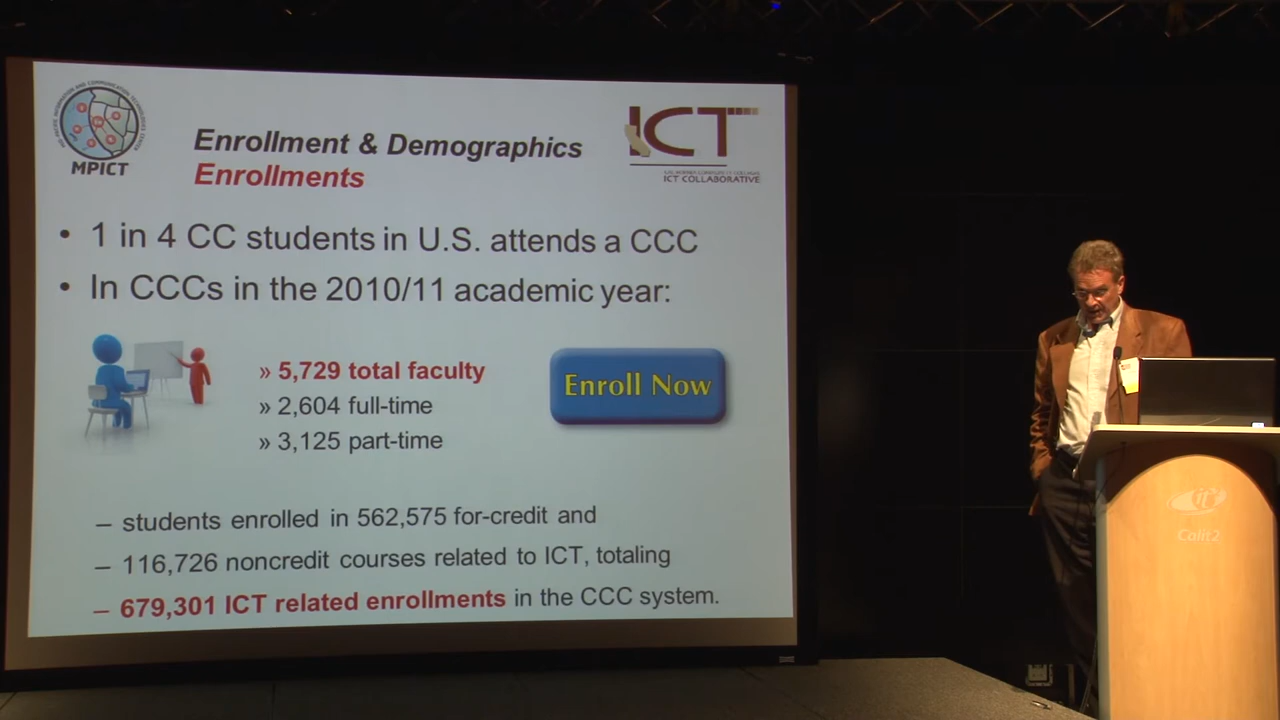 MPICT
Enrollment & Demographics
Enrollments
ICT
ICT COLLABORATIVE
• 1 in 4 CC students in U.S. attends a CCC
• In CCCs in the 2010/11 academic year:
» 5,729 total faculty
» 2,604 full-time
» 3,125 part-time
Enroll Now
– students enrolled in 562,575 for-credit and
– 116,726 noncredit courses related to ICT, totaling
– 679,301 ICT related enrollments in the CCC system.
Calit2